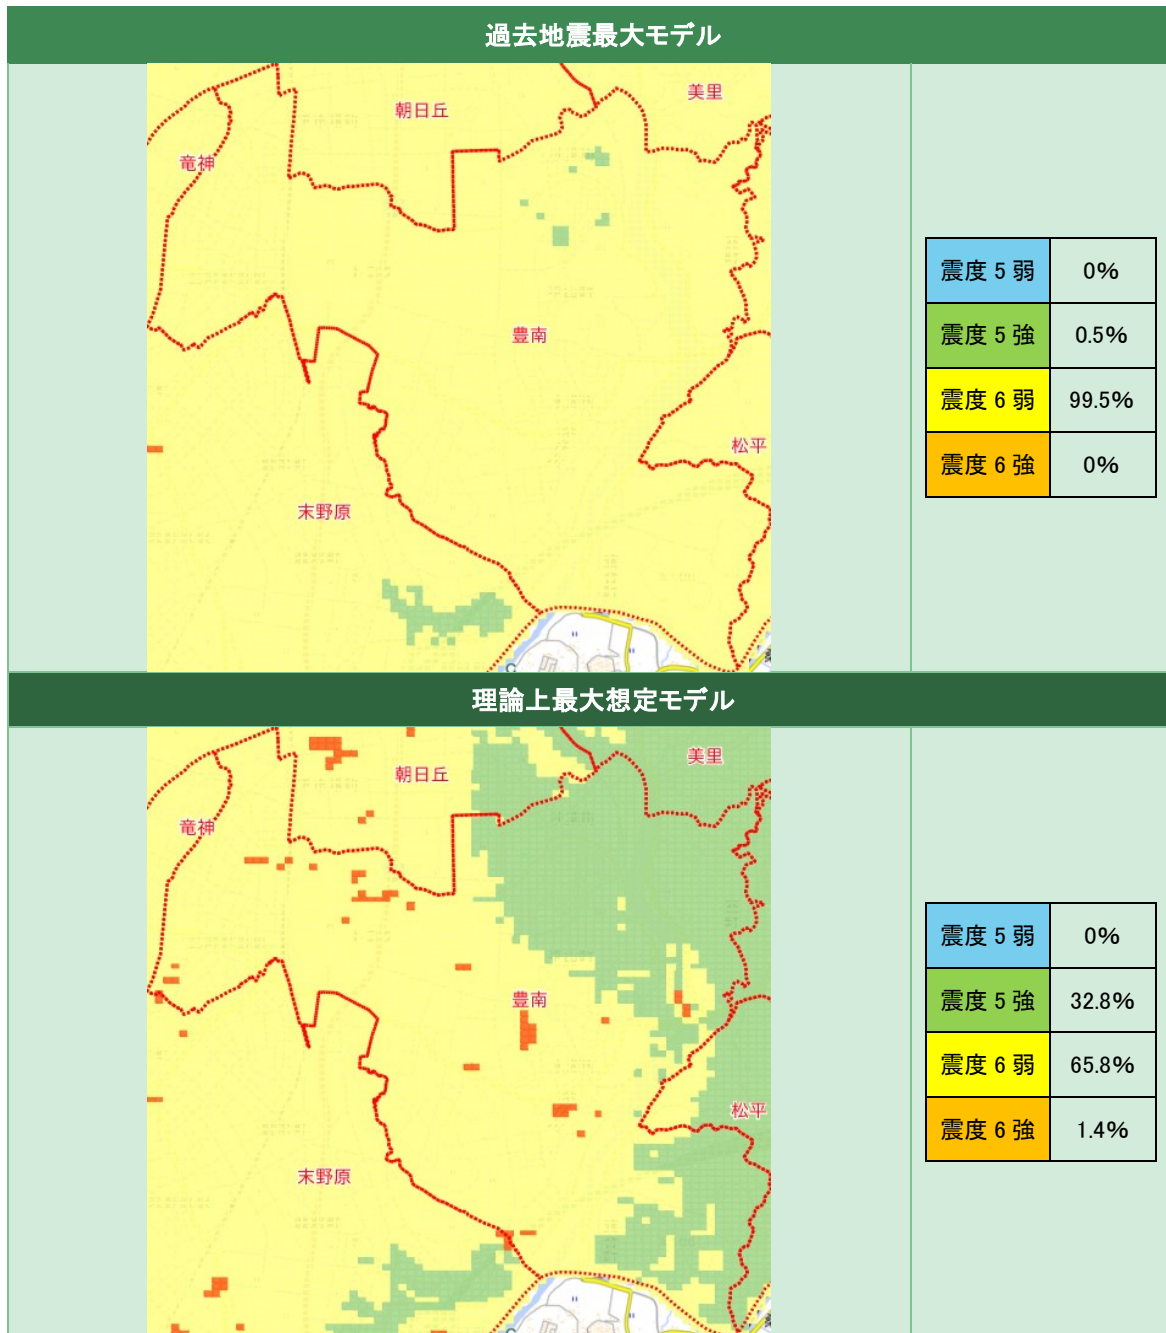 過去地震最大モデル
美里
朝日丘
竜神
豊南
松平
末野原
震度5弱 0%
震度5強 0.5%
震度6弱 99.5%
震度6強 0%
理論上最大想定モデル
美里
朝日丘
竜神
豊南
松平
末野原
震度5弱 0%
震度5強 32.8%
震度6弱 65.8%
震度6強 1.4%